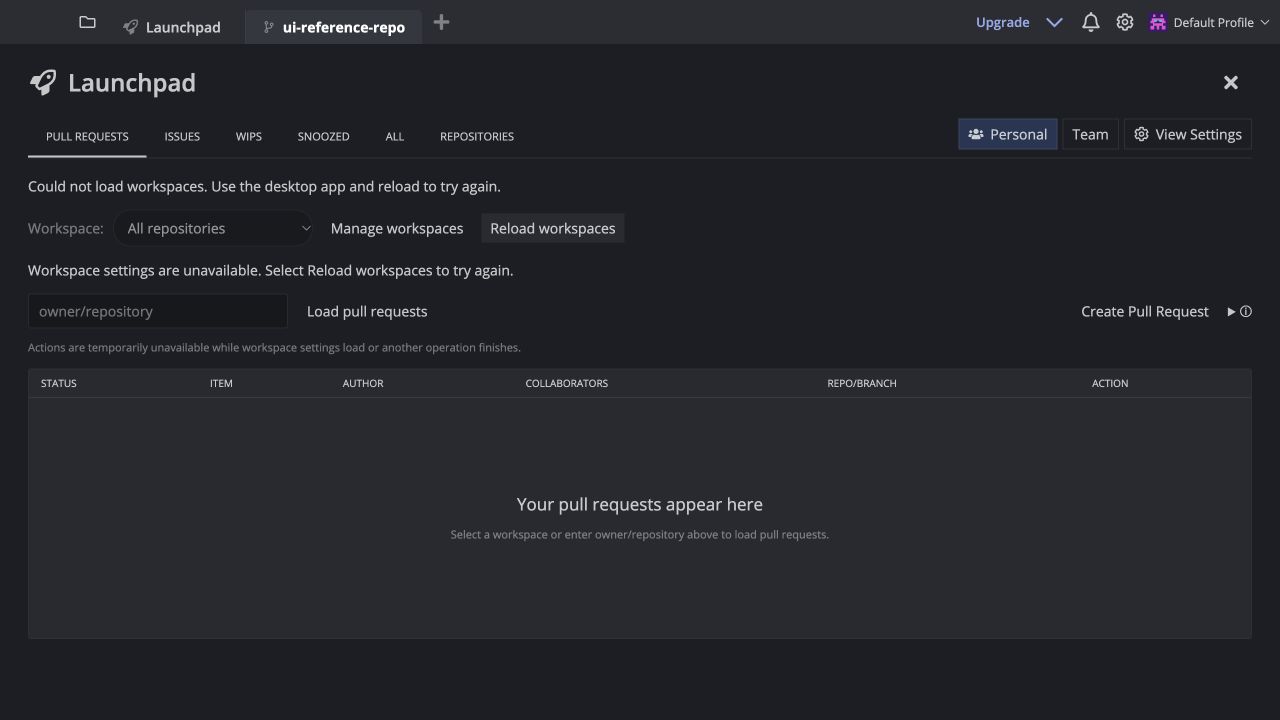 Launchpad
ui-reference-repo
Upgrade
Default Profile
Launchpad
PULL REQUESTS
ISSUES
WIPS
SNOOZED
ALL
REPOSITORIES
Personal
Team
View Settings
Could not load workspaces. Use the desktop app and reload to try again.
Workspace:
All repositories
Manage workspaces
Reload workspaces
Workspace settings are unavailable. Select Reload workspaces to try again.
owner/repository
Load pull requests
Create Pull Request
Actions are temporarily unavailable while workspace settings load or another operation finishes.
STATUS
ITEM
AUTHOR
COLLABORATORS
REPO/BRANCH
ACTION
Your pull requests appear here
Select a workspace or enter owner/repository above to load pull requests.